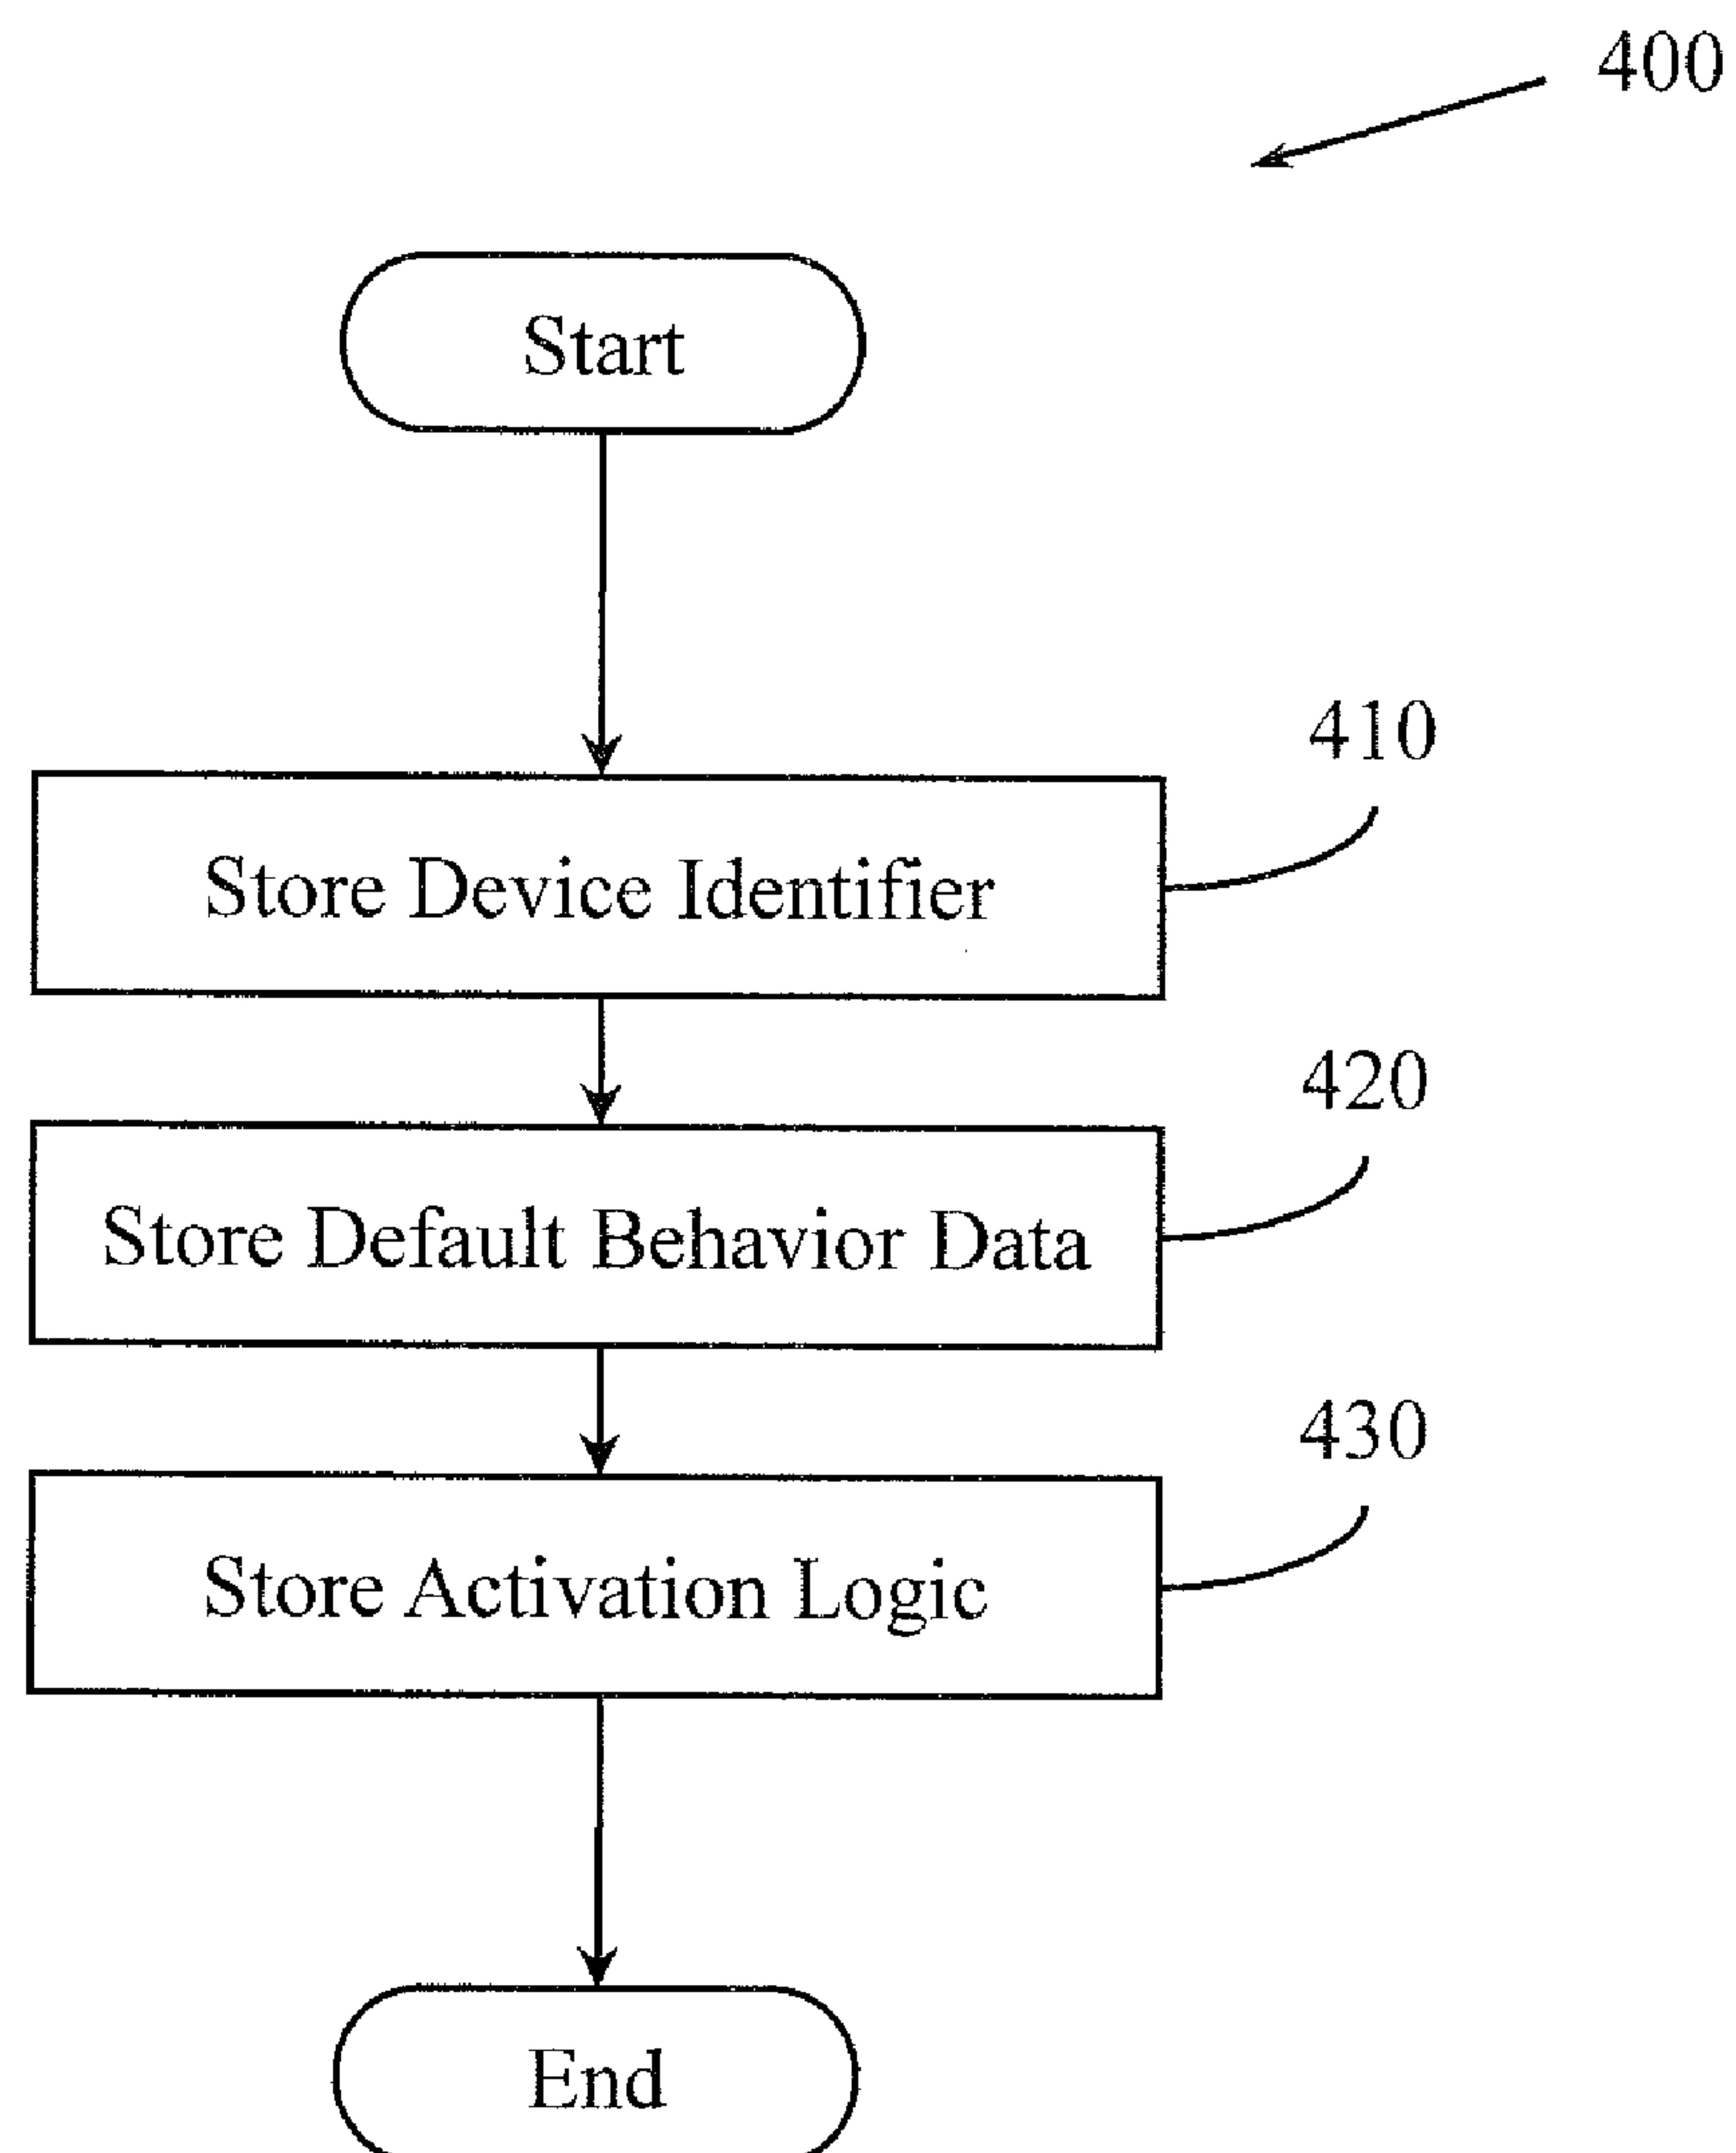 400
Start
410
Store Device Identifier
420
Store Default Behavior Data
430
Store Activation Logic
End